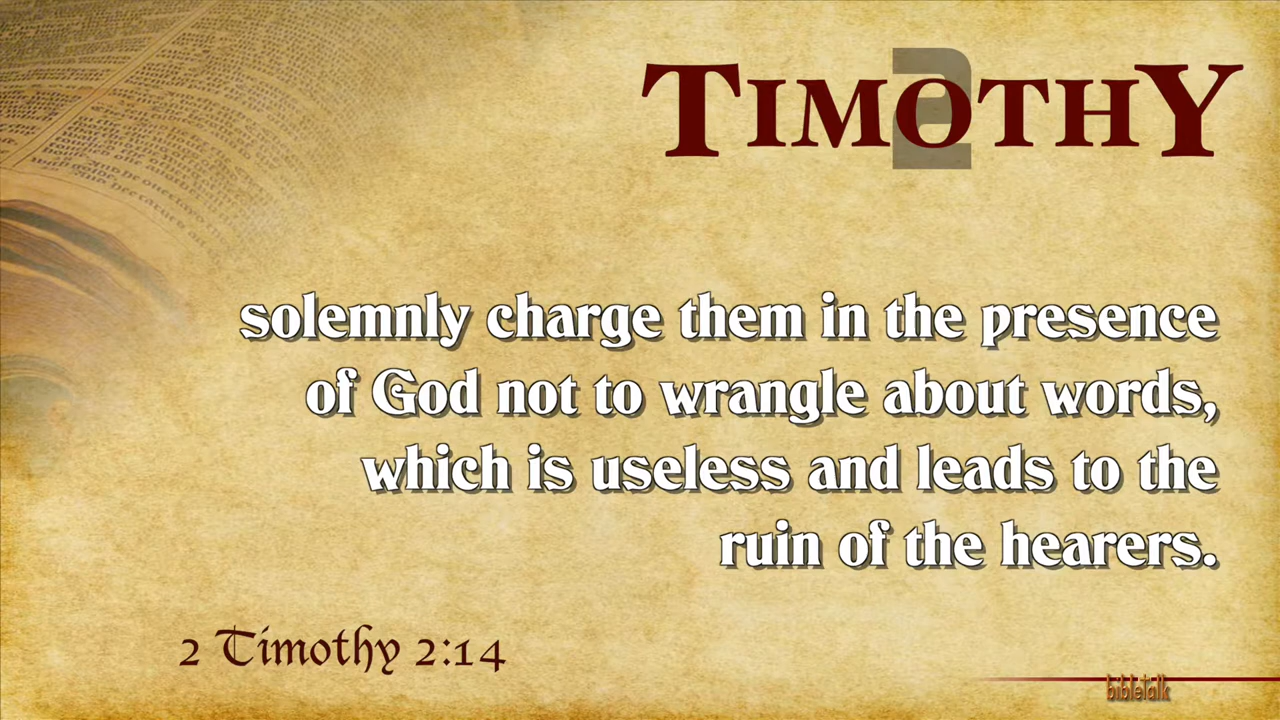 2
TIMOTHY
solemnly charge them in the presence
of God not to wrangle about words,
which is useless and leads to the
ruin of the hearers.
2 Timothy 2:14
bibletalk